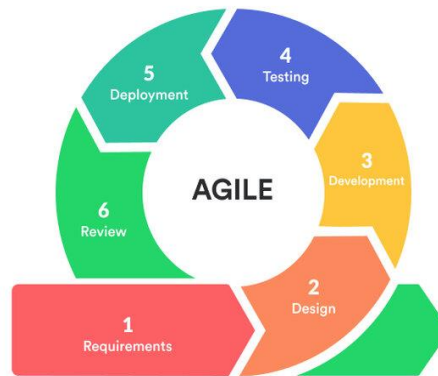 AGILE
1
Requirements
2
Design
3
Development
4
Testing
5
Deployment
6
Review